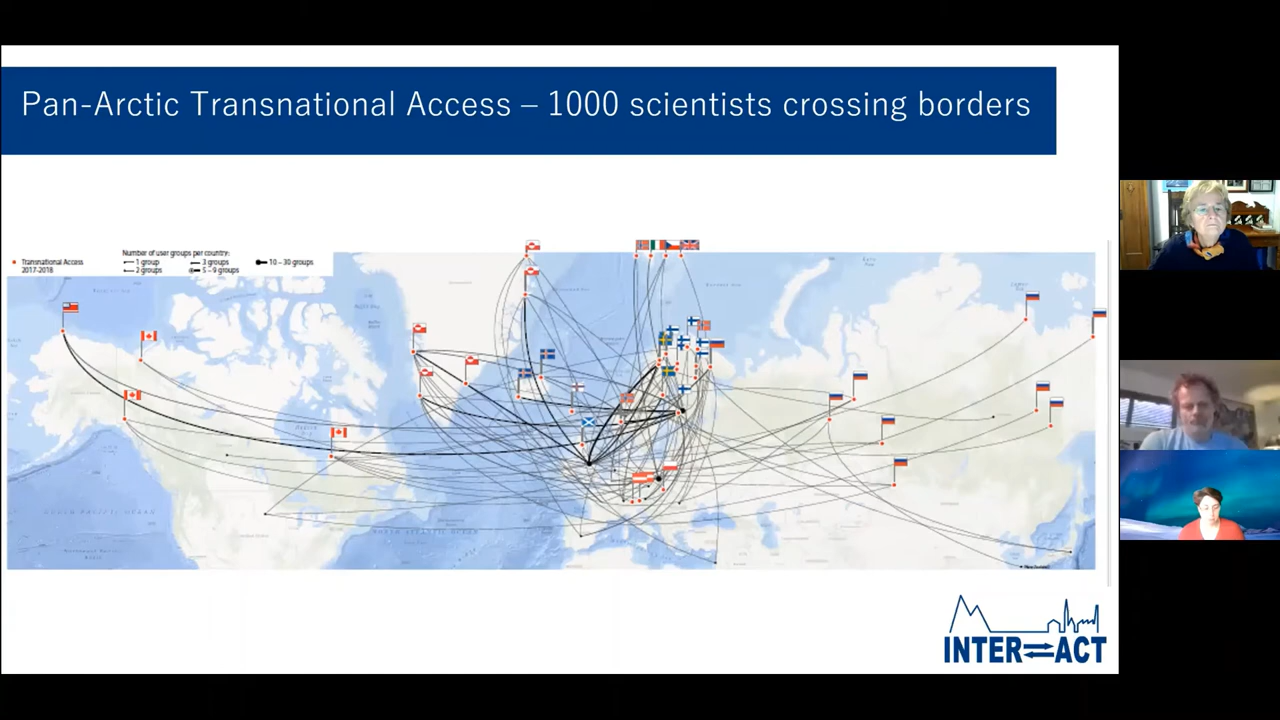 Pan-Arctic Transnational Access – 1000 scientists crossing borders
Number of user groups per country:
Transnational Access
2017-2018
1 group
3 groups
10 – 30 groups
2 groups
5 – 9 groups
INTER ACT